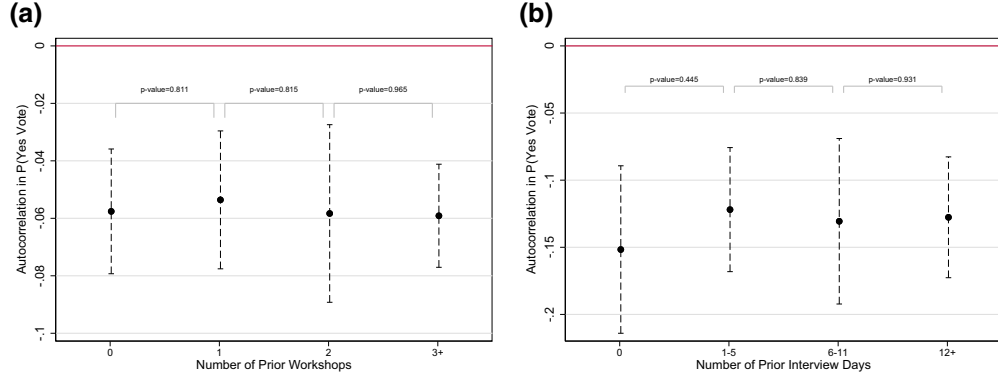 (a)
Autocorrelation in P(Yes Vote)
0
-.02
-.04
-.06
-.08
-.1
p-value=0.811
p-value=0.815
p-value=0.965
0
1
2
3+
Number of Prior Workshops
(b)
Autocorrelation in P(Yes Vote)
0
-.05
-.1
-.15
-.2
p-value=0.445
p-value=0.839
p-value=0.931
0
1-5
6-11
12+
Number of Prior Interview Days